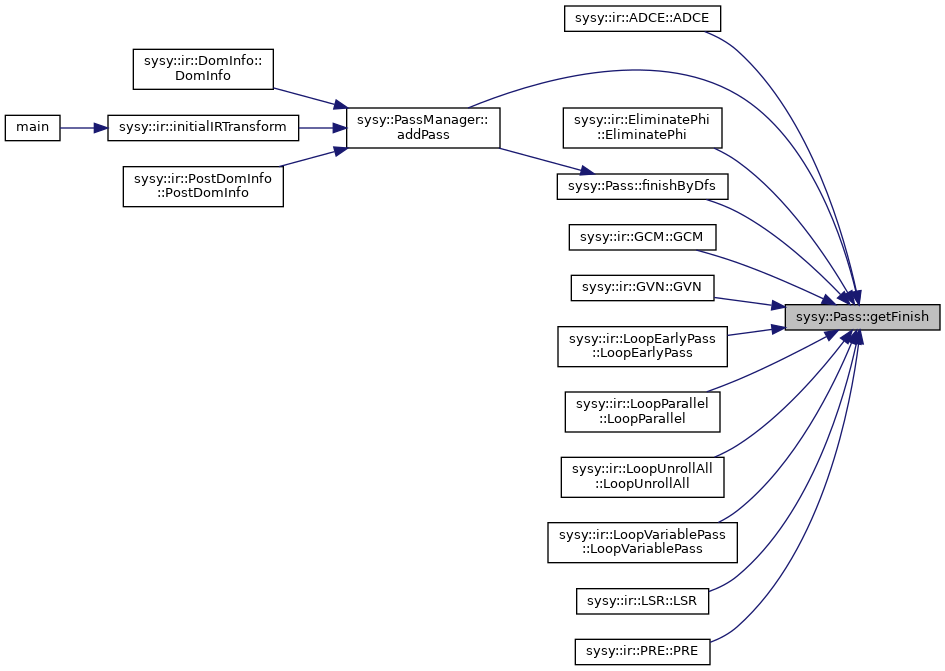 sysy::ir::ADCE::ADCE
sysy::ir::DomInfo::
DomInfo
main
sysy::ir::initialIRTransform
sysy::PassManager::
addPass
sysy::ir::PostDomInfo
::PostDomInfo
sysy::ir::EliminatePhi
::EliminatePhi
sysy::Pass::finishByDfs
sysy::ir::GCM::GCM
sysy::ir::GVN::GVN
sysy::Pass::getFinish
sysy::ir::LoopEarlyPass
::LoopEarlyPass
sysy::ir::LoopParallel
::LoopParallel
sysy::ir::LoopUnrollAll
::LoopUnrollAll
sysy::ir::LoopVariablePass
::LoopVariablePass
sysy::ir::LSR::LSR
sysy::ir::PRE::PRE